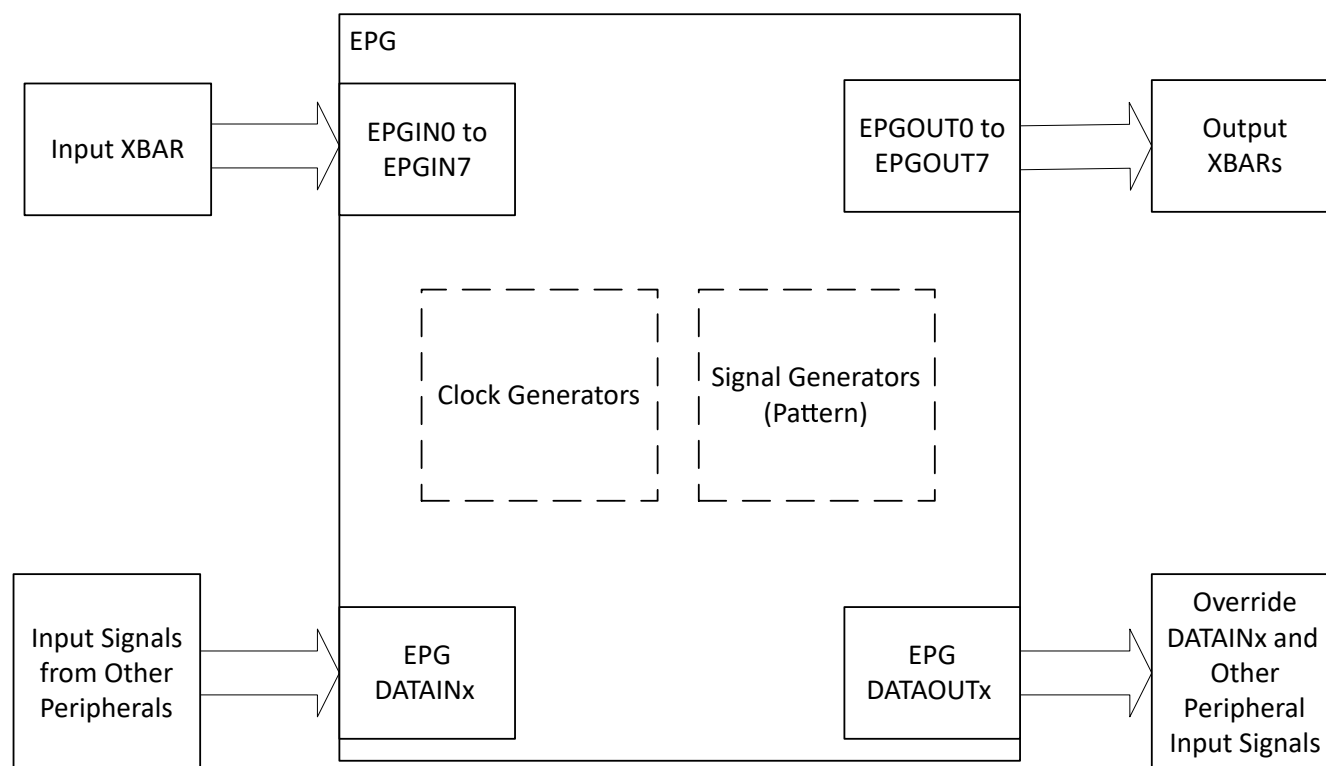 EPG
Input XBAR
EPGIN0 to
EPGIN7
EPGOUT0 to
EPGOUT7
Output
XBARs
Clock Generators
Signal Generators
(Pattern)
Input Signals
from Other
Peripherals
EPG
DATAINx
EPG
DATAOUTx
Override
DATAINx and
Other
Peripheral
Input Signals